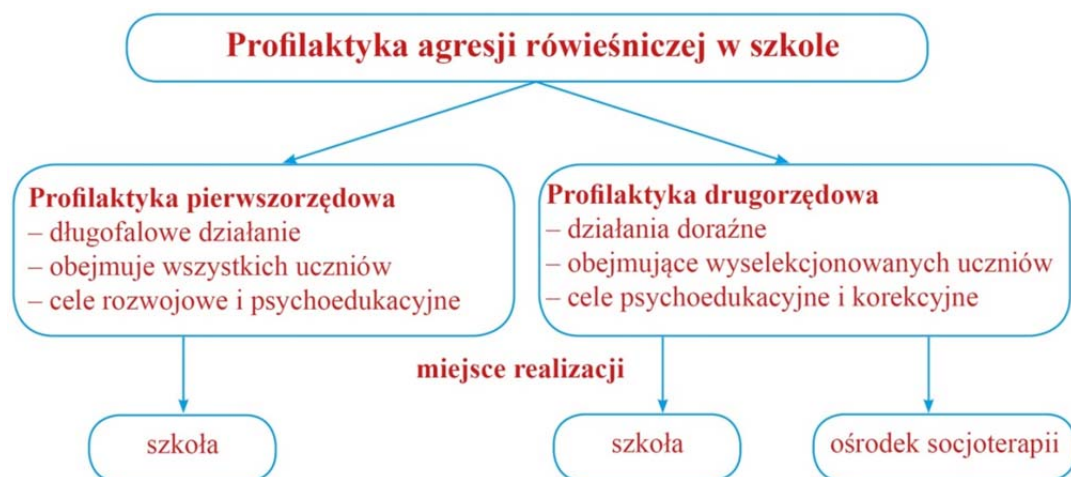 Profilaktyka agresji rówieśniczej w szkole
Profilaktyka pierwszorzędowa
– długofalowe działanie
– obejmuje wszystkich uczniów
– cele rozwojowe i psychoedukacyjne
Profilaktyka drugorzędowa
– działania doraźne
– obejmujące wyselekcjonowanych uczniów
– cele psychoedukacyjne i korekcyjne
miejsce realizacji
szkoła
szkoła
ośrodek socjoterapii